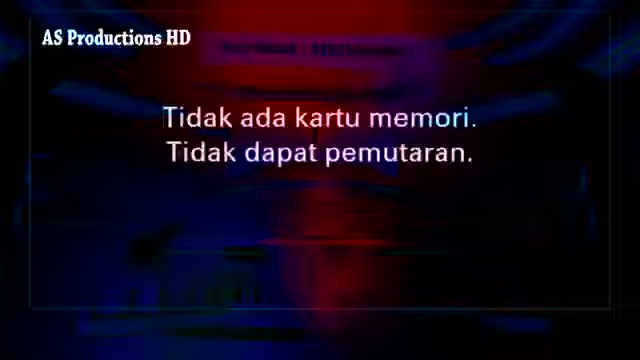 AS Productions HD
Tidak ada kartu memori.
Tidak dapat pemutaran.